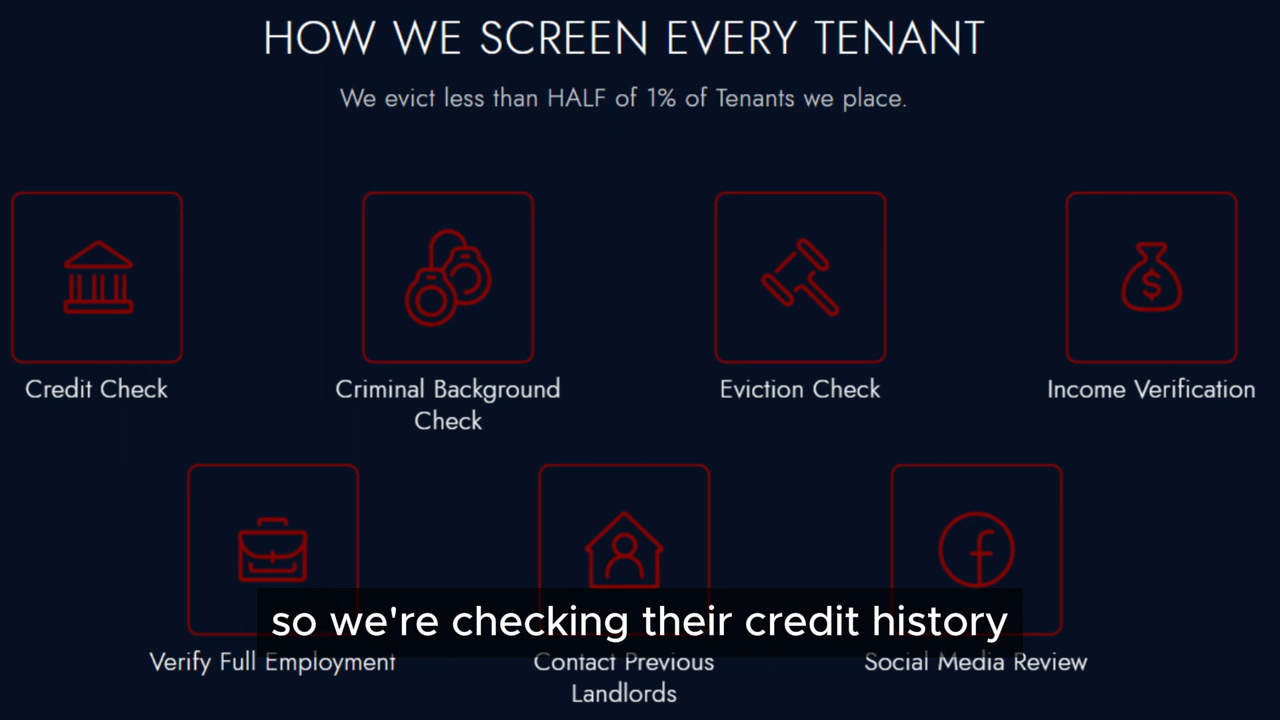 HOW WE SCREEN EVERY TENANT
We evict less than HALF of 1% of Tenants we place.
Credit Check
Criminal Background
Check
Eviction Check
Income Verification
so we're checking their credit history
Verify Full Employment
Contact Previous
Landlords
Social Media Review